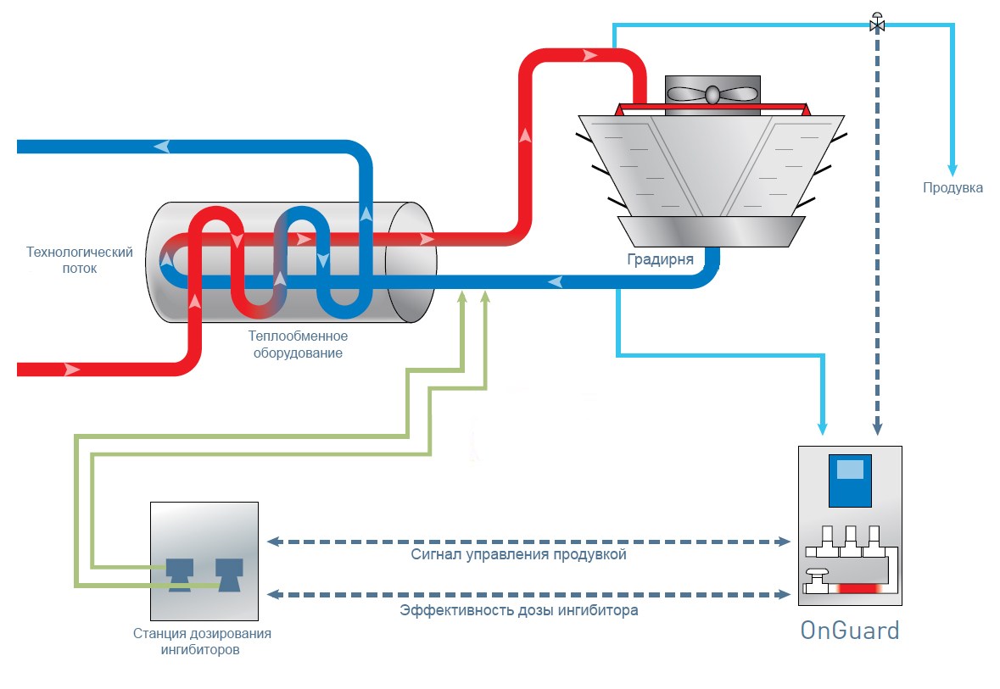 Продувка
Технологический
поток
Градирня
Теплообменное
оборудование
Сигнал управления продувкой
Эффективность дозы ингибитора
Станция дозирования
ингибиторов
OnGuard